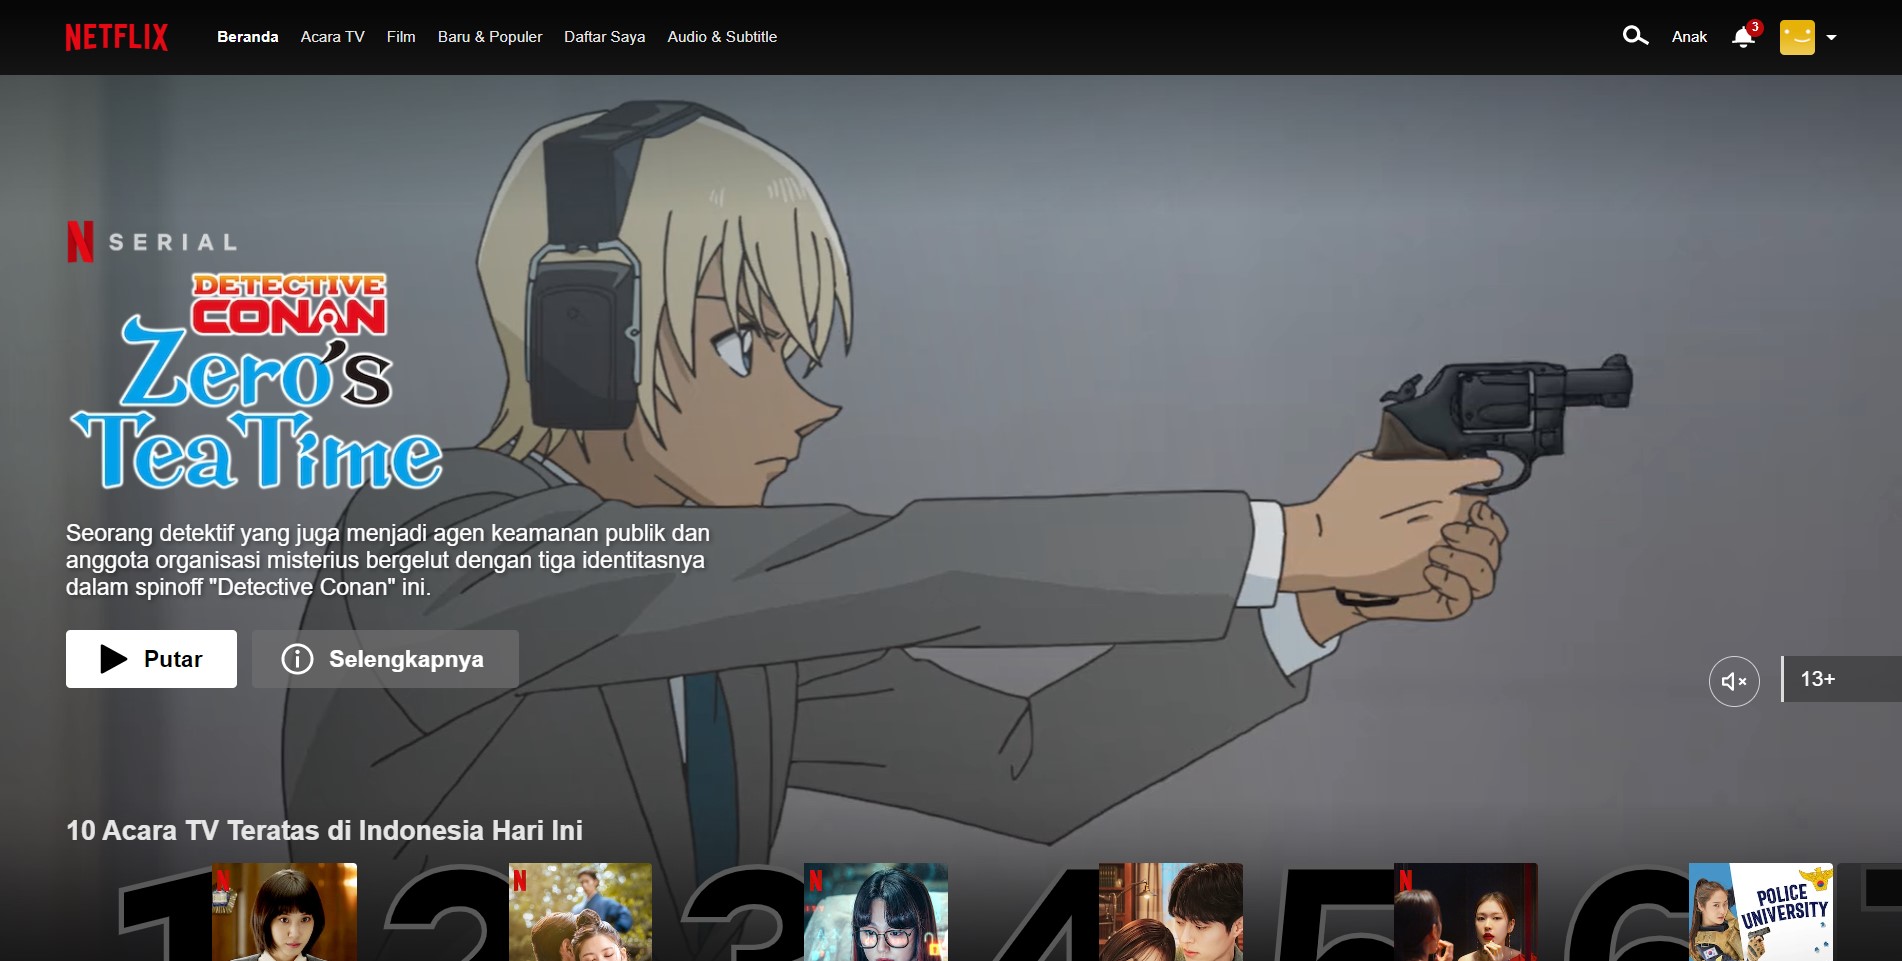 NETFLIX
Beranda
Acara TV
Film
Baru & Populer
Daftar Saya
Audio & Subtitle
Anak
3
N SERIAL
DETECTIVE
CONAN
Zero's
Tea Time
Seorang detektif yang juga menjadi agen keamanan publik dan
anggota organisasi misterius bergelut dengan tiga identitasnya
dalam spinoff "Detective Conan" ini.
Putar
Selengkapnya
13+
10 Acara TV Teratas di Indonesia Hari Ini
1
N
2
N
3
N
4
5
N
6
POLICE
UNIVERSITY